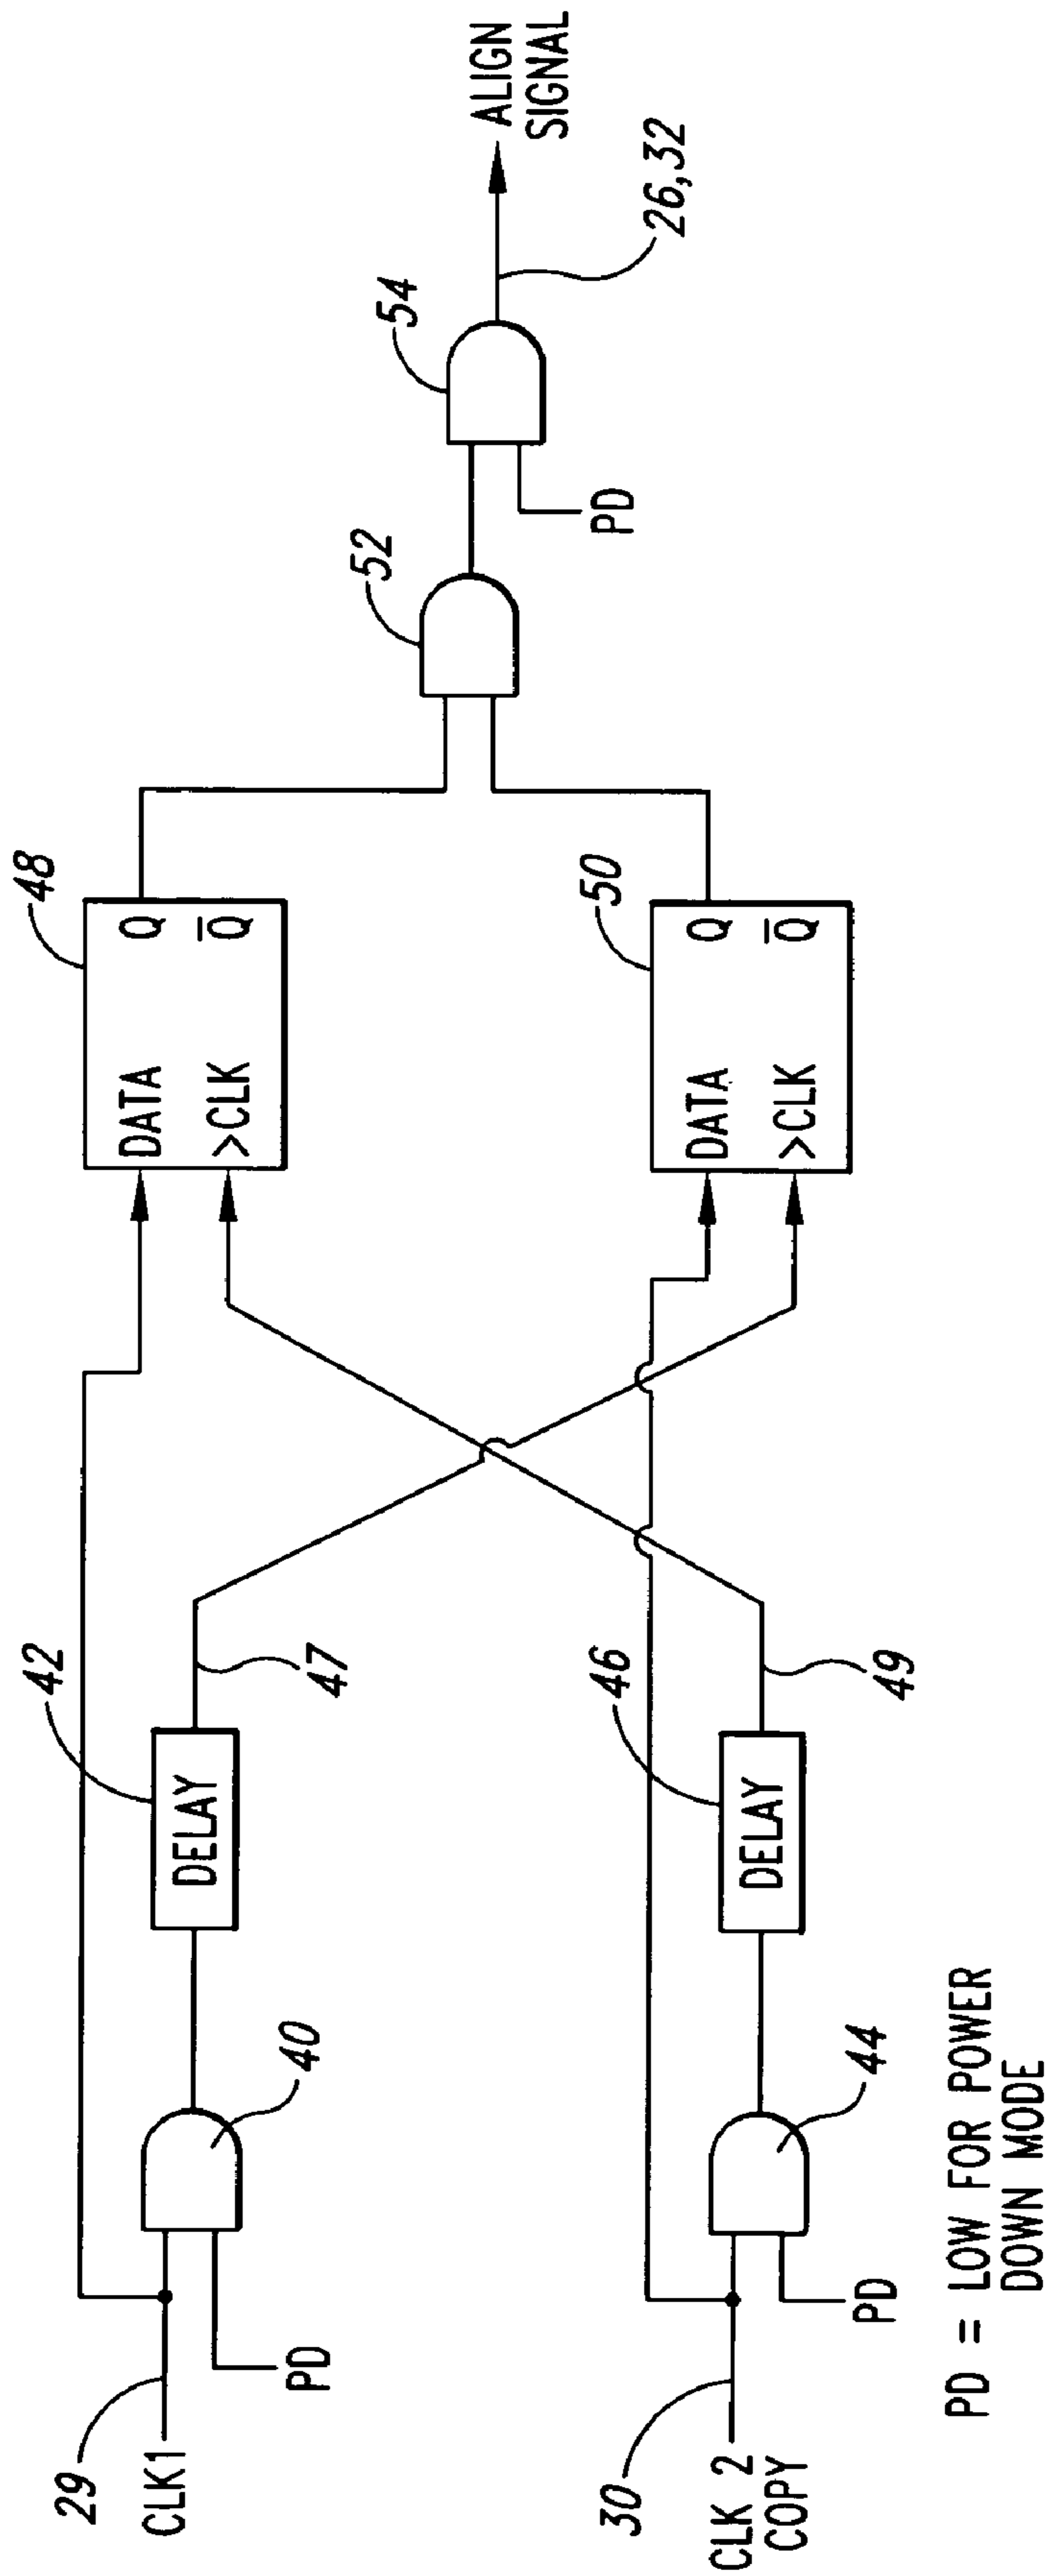 29
CLK1
PD
40
42
DELAY
47
48
DATA
>CLK
Q
Q̅
30
CLK 2
COPY
PD
44
46
DELAY
49
50
DATA
>CLK
Q
Q̅
52
54
PD
26,32
ALIGN
SIGNAL
PD = LOW FOR POWER
DOWN MODE